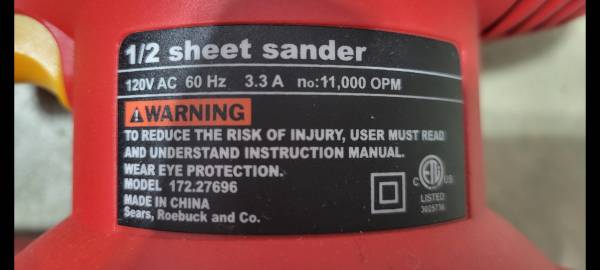 1/2 sheet sander
120V AC 60 Hz 3.3 A no:11,000 OPM
WARNING
TO REDUCE THE RISK OF INJURY, USER MUST READ
AND UNDERSTAND INSTRUCTION MANUAL.
WEAR EYE PROTECTION.
MODEL 172.27696
MADE IN CHINA
Sears, Roebuck and Co.
C ETL US
LISTED